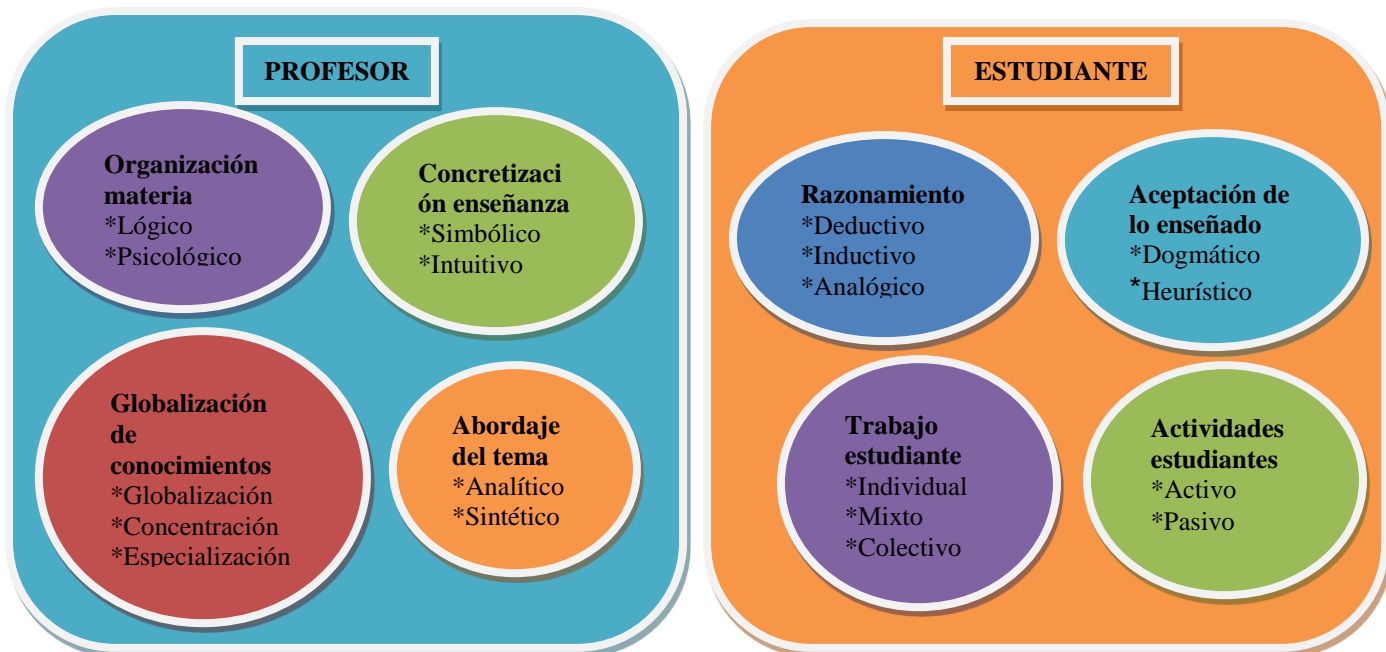 PROFESOR
Organización
materia
*Lógico
*Psicológico
Concretizaci
ón enseñanza
*Simbólico
*Intuitivo
Globalización
de
conocimientos
*Globalización
*Concentración
*Especialización
Abordaje
del tema
*Analítico
*Sintético
ESTUDIANTE
Razonamiento
*Deductivo
*Inductivo
*Analógico
Aceptación de
lo enseñado
*Dogmático
*Heurístico
Trabajo
estudiante
*Individual
*Mixto
*Colectivo
Actividades
estudiantes
*Activo
*Pasivo